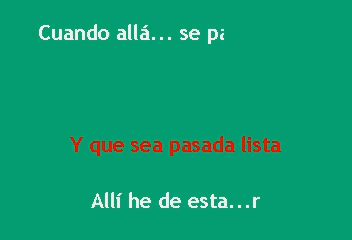 Cuando allá... se pa
Y que sea pasada lista
Allí he de esta...r